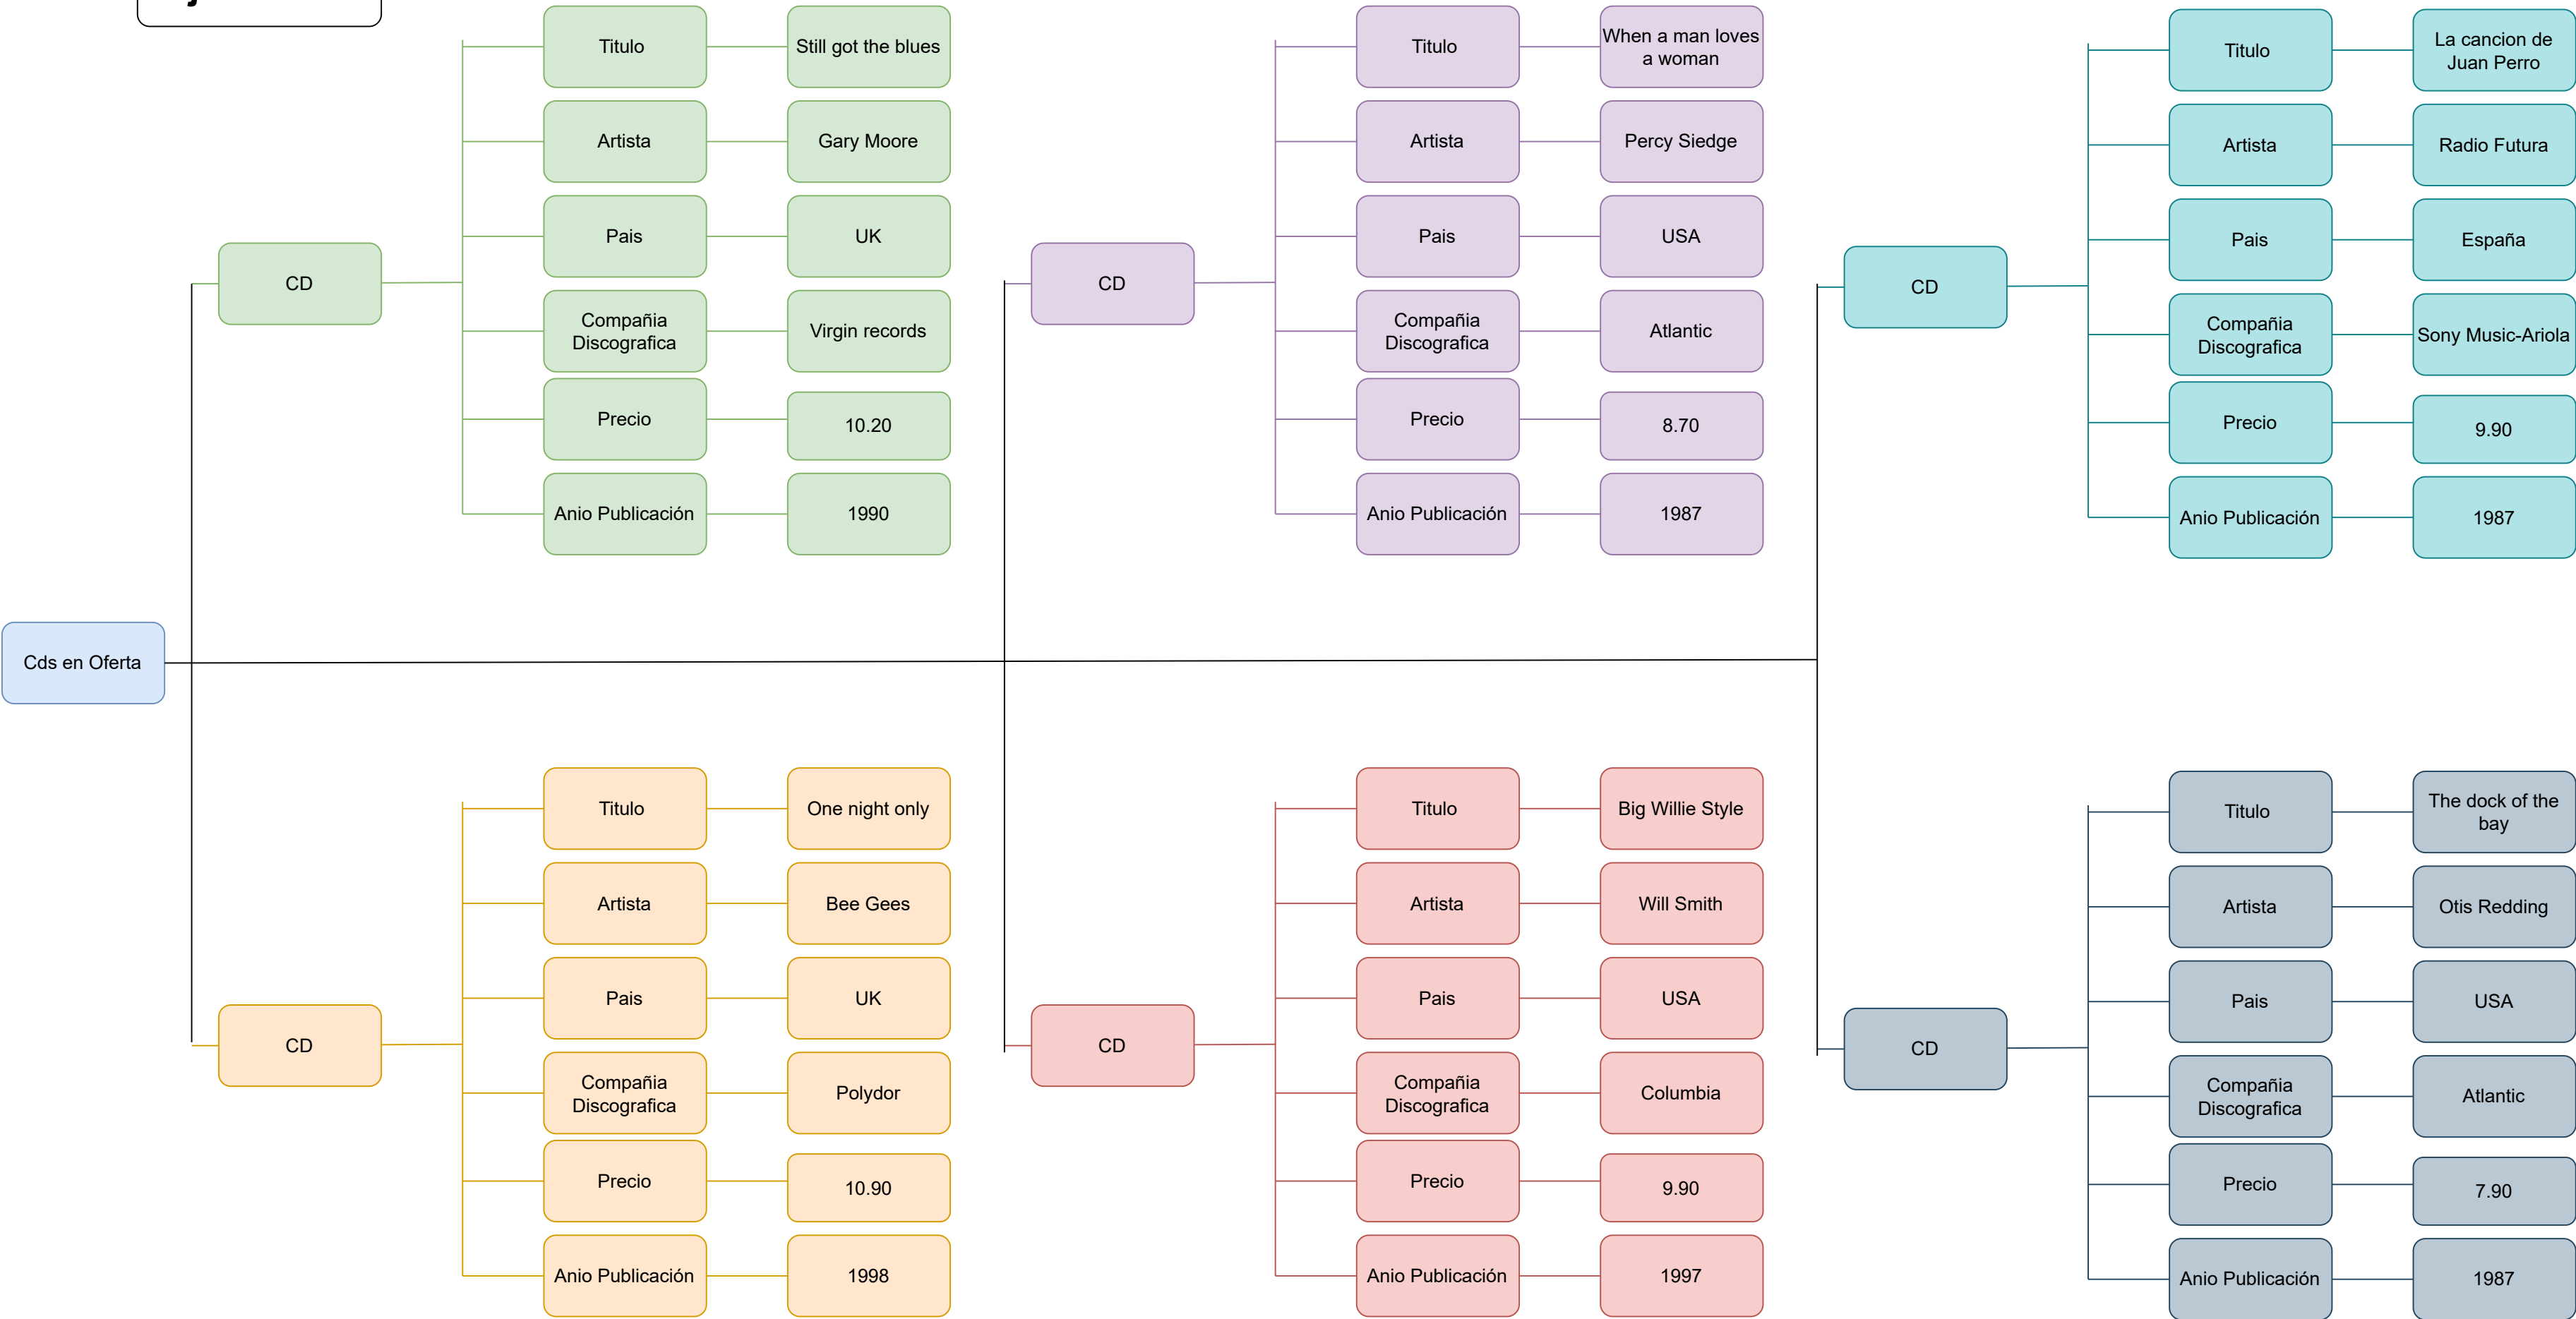 Titulo
Still got the blues
Artista
Gary Moore
Pais
UK
CD
Compañia
Discografica
Virgin records
Precio
10.20
Anio Publicación
1990
Titulo
When a man loves
a woman
Artista
Percy Siedge
Pais
USA
CD
Compañia
Discografica
Atlantic
Precio
8.70
Anio Publicación
1987
Titulo
La cancion de
Juan Perro
Artista
Radio Futura
Pais
España
CD
Compañia
Discografica
Sony Music-Ariola
Precio
9.90
Anio Publicación
1987
Cds en Oferta
Titulo
One night only
Artista
Bee Gees
Pais
UK
CD
Compañia
Discografica
Polydor
Precio
10.90
Anio Publicación
1998
Titulo
Big Willie Style
Artista
Will Smith
Pais
USA
CD
Compañia
Discografica
Columbia
Precio
9.90
Anio Publicación
1997
Titulo
The dock of the
bay
Artista
Otis Redding
Pais
USA
CD
Compañia
Discografica
Atlantic
Precio
7.90
Anio Publicación
1987